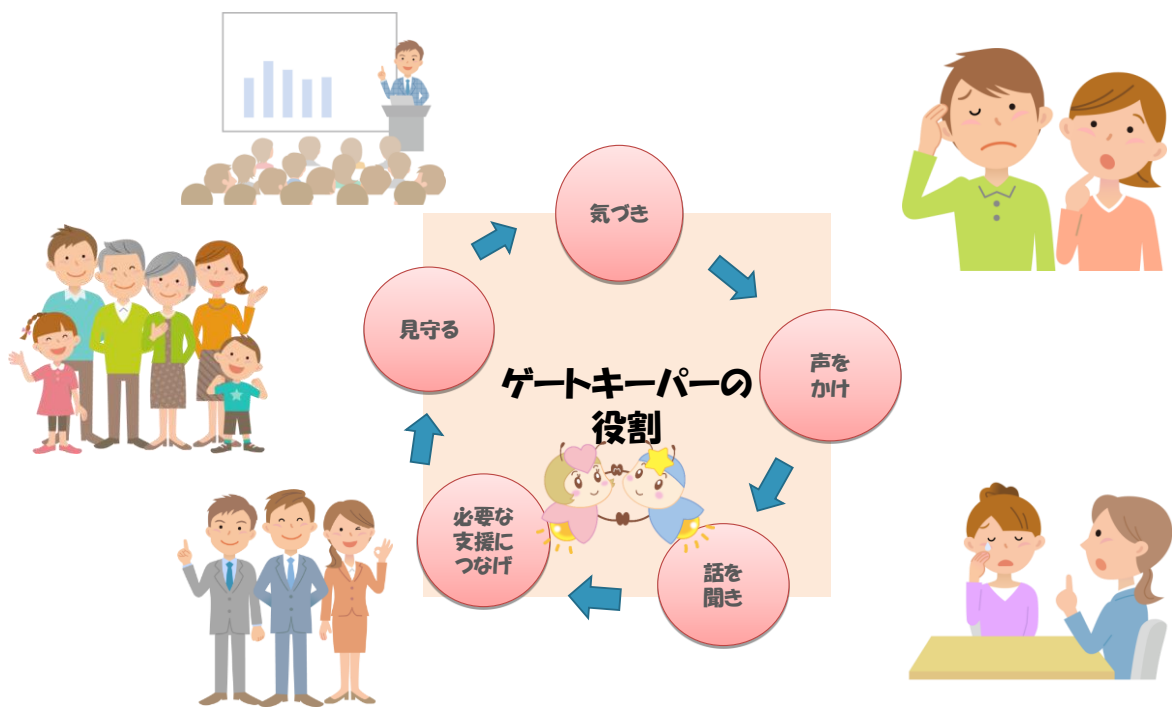 気づき
声を
かけ
話を
聞き
必要な
支援に
つなげ
見守る
ゲートキーパーの
役割